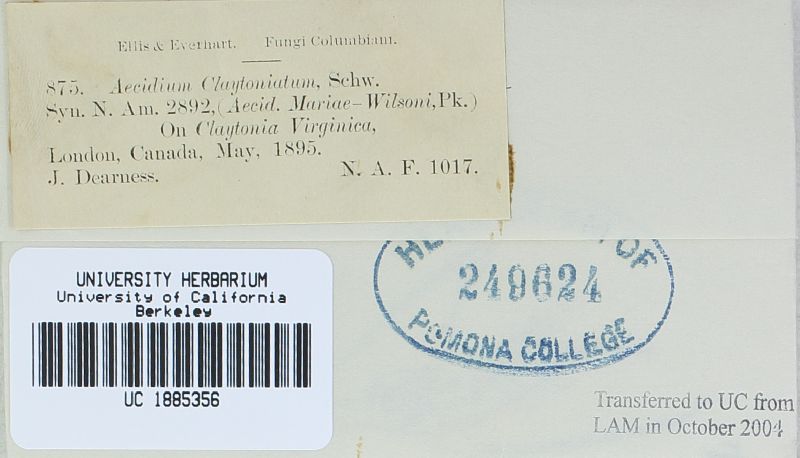 Ellis & Everhart. Fungi Columbiani.
875. Aecidium Claytoniatum, Schw.
Syn. N. Am. 2892,(Aecid. Mariae-Wilsoni,Pk.)
On Claytonia Virginica,
London, Canada, May, 1895.
J. Dearness. N. A. F. 1017.
OF
249624
POMONA COLLEGE
UNIVERSITY HERBARIUM
University of California
Berkeley
UC 1885356
Transferred to UC from
LAM in October 2004